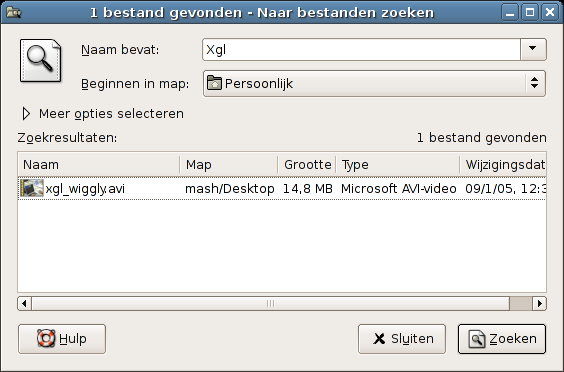 1 bestand gevonden - Naar bestanden zoeken
Naam bevat: Xgl
Beginnen in map: Persoonlijk
Meer opties selecteren
Zoekresultaten: 1 bestand gevonden
Naam Map Grootte Type Wijzigingsdat
xgl_wiggly.avi mash/Desktop 14,8 MB Microsoft AVI-video 09/1/05, 12:3
Hulp Sluiten Zoeken